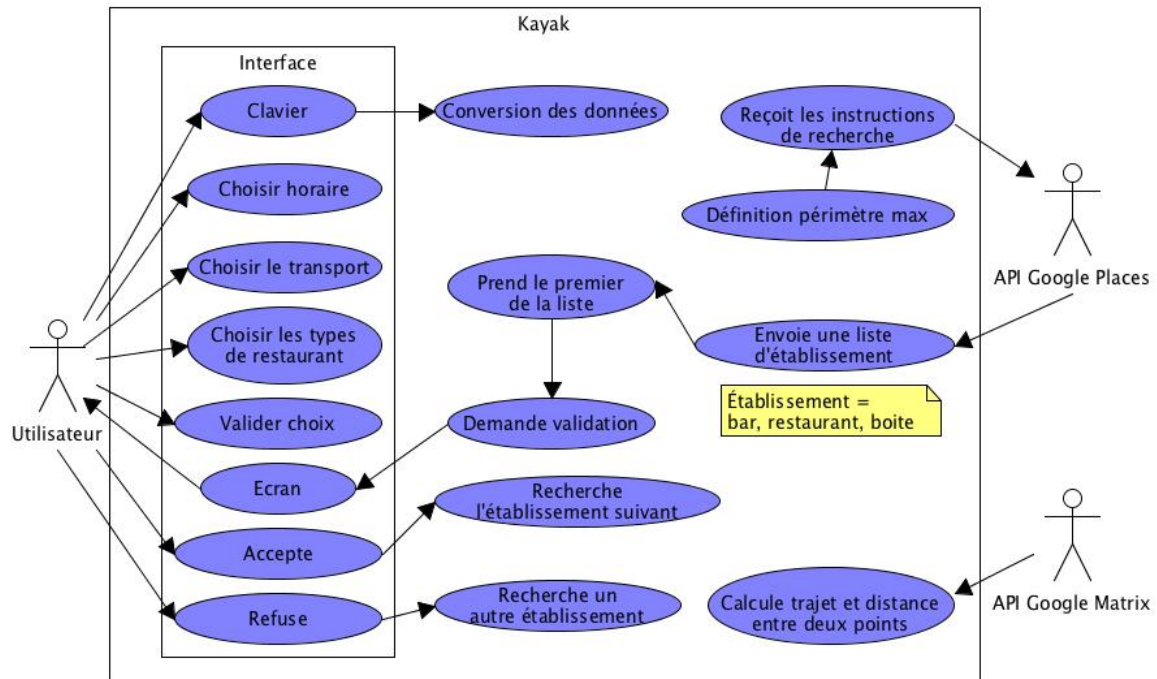 Kayak
Interface
Clavier
Conversion des données
Reçoit les instructions
de recherche
Choisir horaire
Définition périmètre max
Choisir le transport
Prend le premier
de la liste
API Google Places
Choisir les types
de restaurant
Envoie une liste
d'établissement
Établissement =
bar, restaurant, boite
Valider choix
Demande validation
Utilisateur
Ecran
Recherche
l'établissement suivant
Accepte
Recherche un
autre établissement
Calcule trajet et distance
entre deux points
API Google Matrix
Refuse